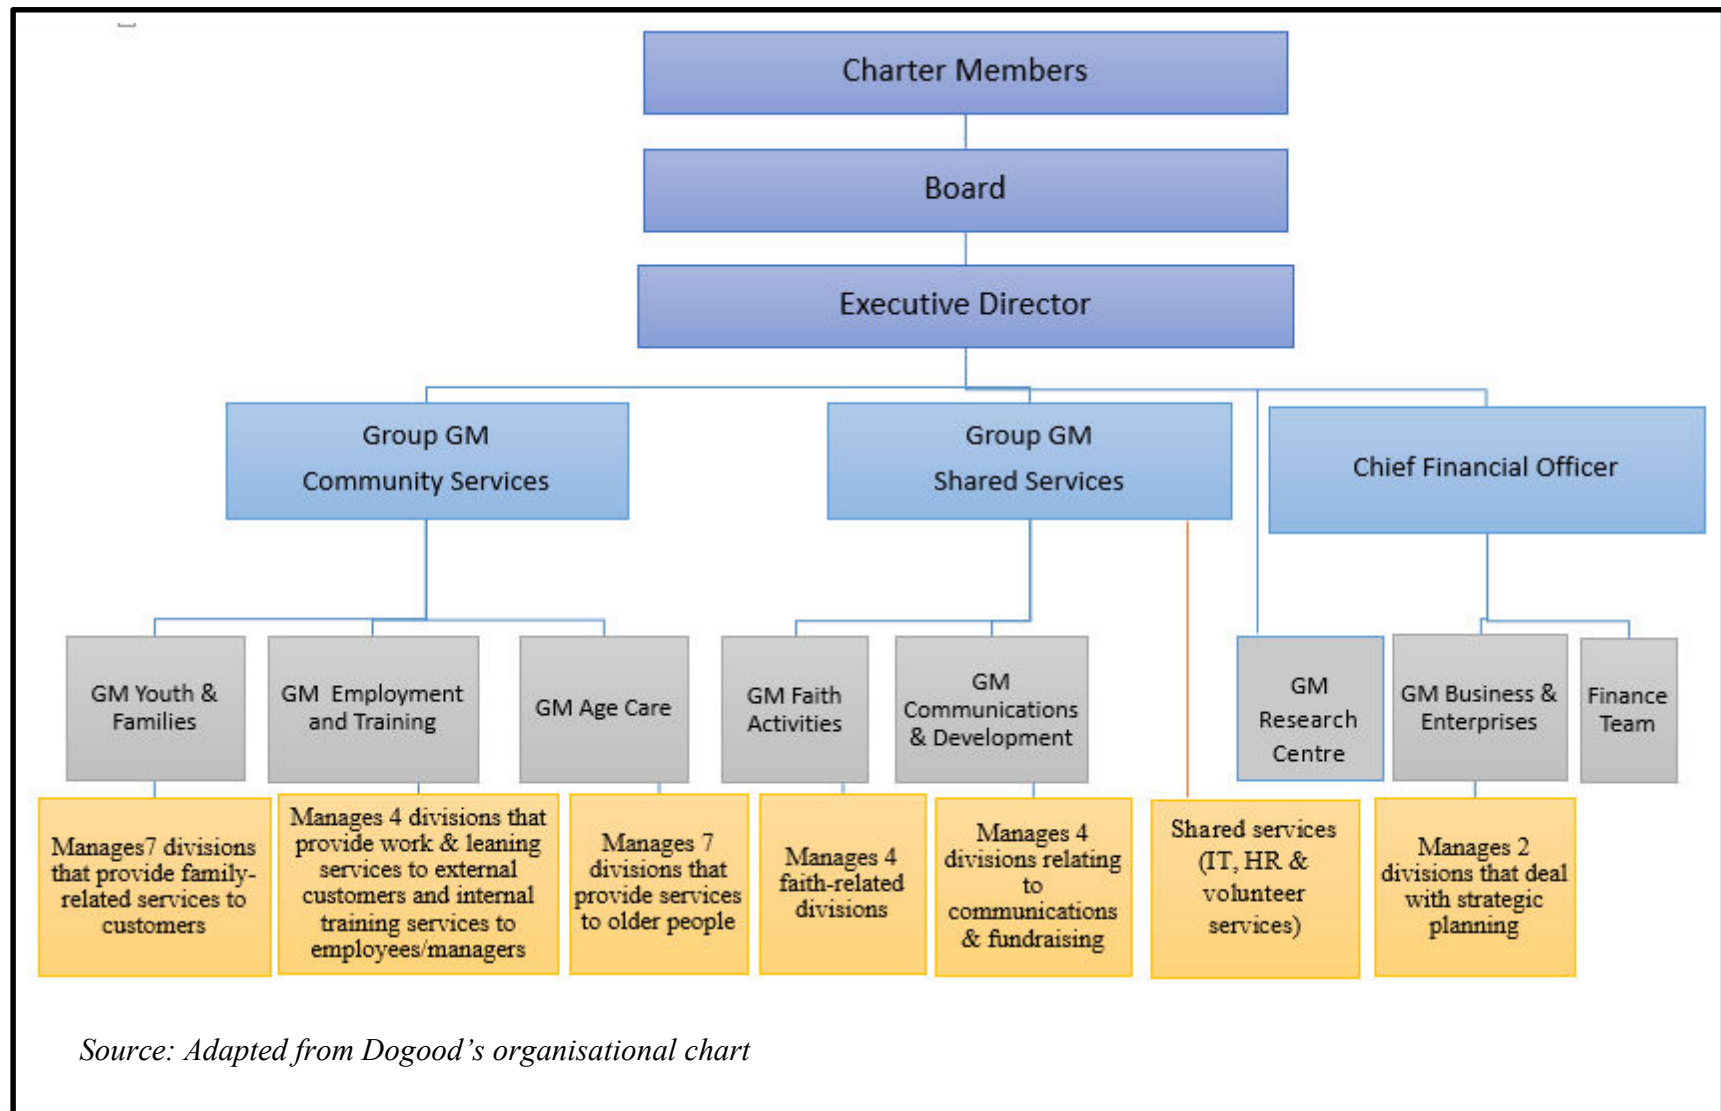 Charter Members
Board
Executive Director
Group GM
Community Services
Group GM
Shared Services
Chief Financial Officer
GM Youth &
Families
GM Employment
and Training
GM Age Care
GM Faith
Activities
GM
Communications
& Development
GM
Research
Centre
GM Business &
Enterprises
Finance
Team
Manages7 divisions
that provide family-
related services to
customers
Manages 4 divisions that
provide work & leaning
services to external
customers and internal
training services to
employees/managers
Manages 7
divisions that
provide services
to older people
Manages 4
faith-related
divisions
Manages 4
divisions relating
to
communications
& fundraising
Shared services
(IT, HR &
volunteer
services)
Manages 2
divisions that deal
with strategic
planning
Source: Adapted from Dogood’s organisational chart